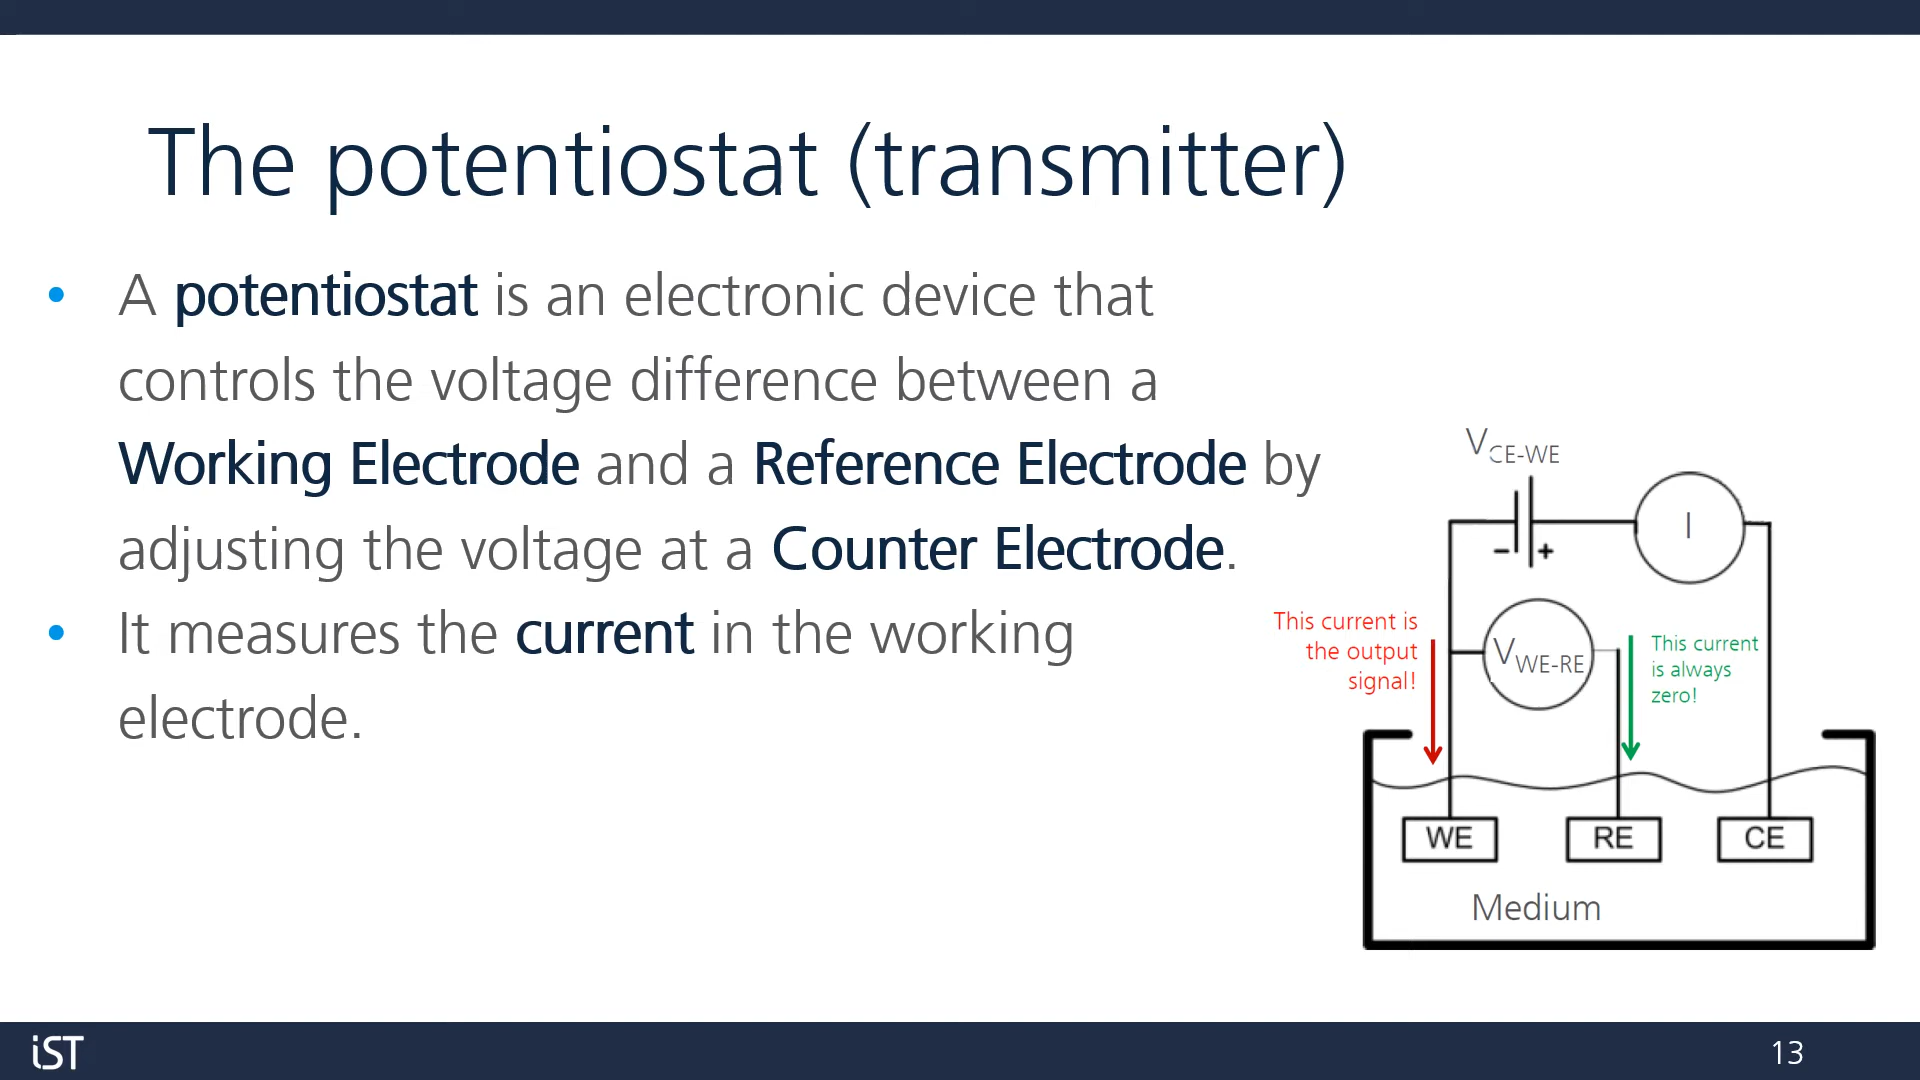 The potentiostat (transmitter)
• A potentiostat is an electronic device that
controls the voltage difference between a
Working Electrode and a Reference Electrode by
adjusting the voltage at a Counter Electrode.
• It measures the current in the working
electrode.
VCE-WE
I
- +
This current is
the output
signal!
VWE-RE
This current
is always
zero!
WE RE CE
Medium
iST
13